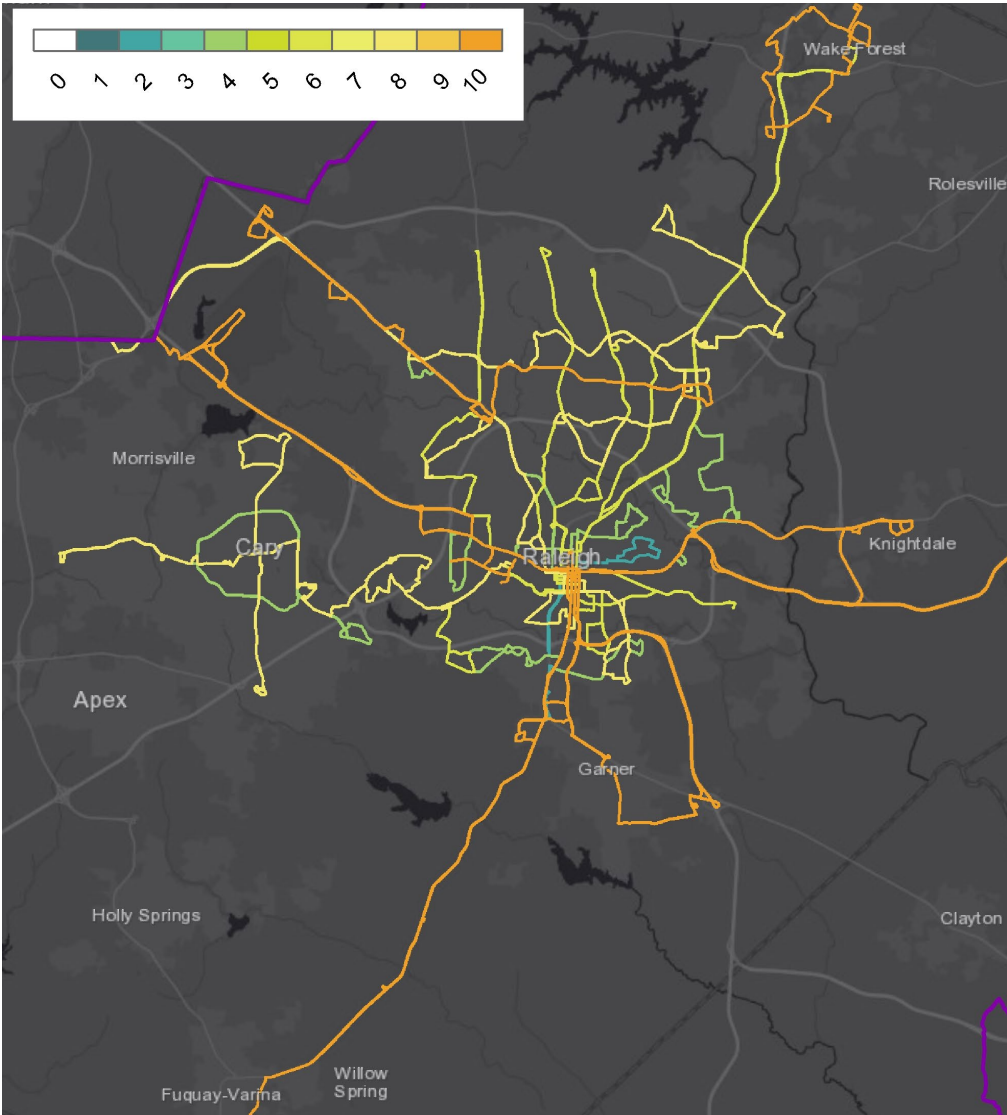 0 1 2 3 4 5 6 7 8 9 10
Wake Forest
Rolesville
Morrisville
Cary
Raleigh
Knightdale
Apex
Garner
Holly Springs
Clayton
Willow
Spring
Fuquay-Varina